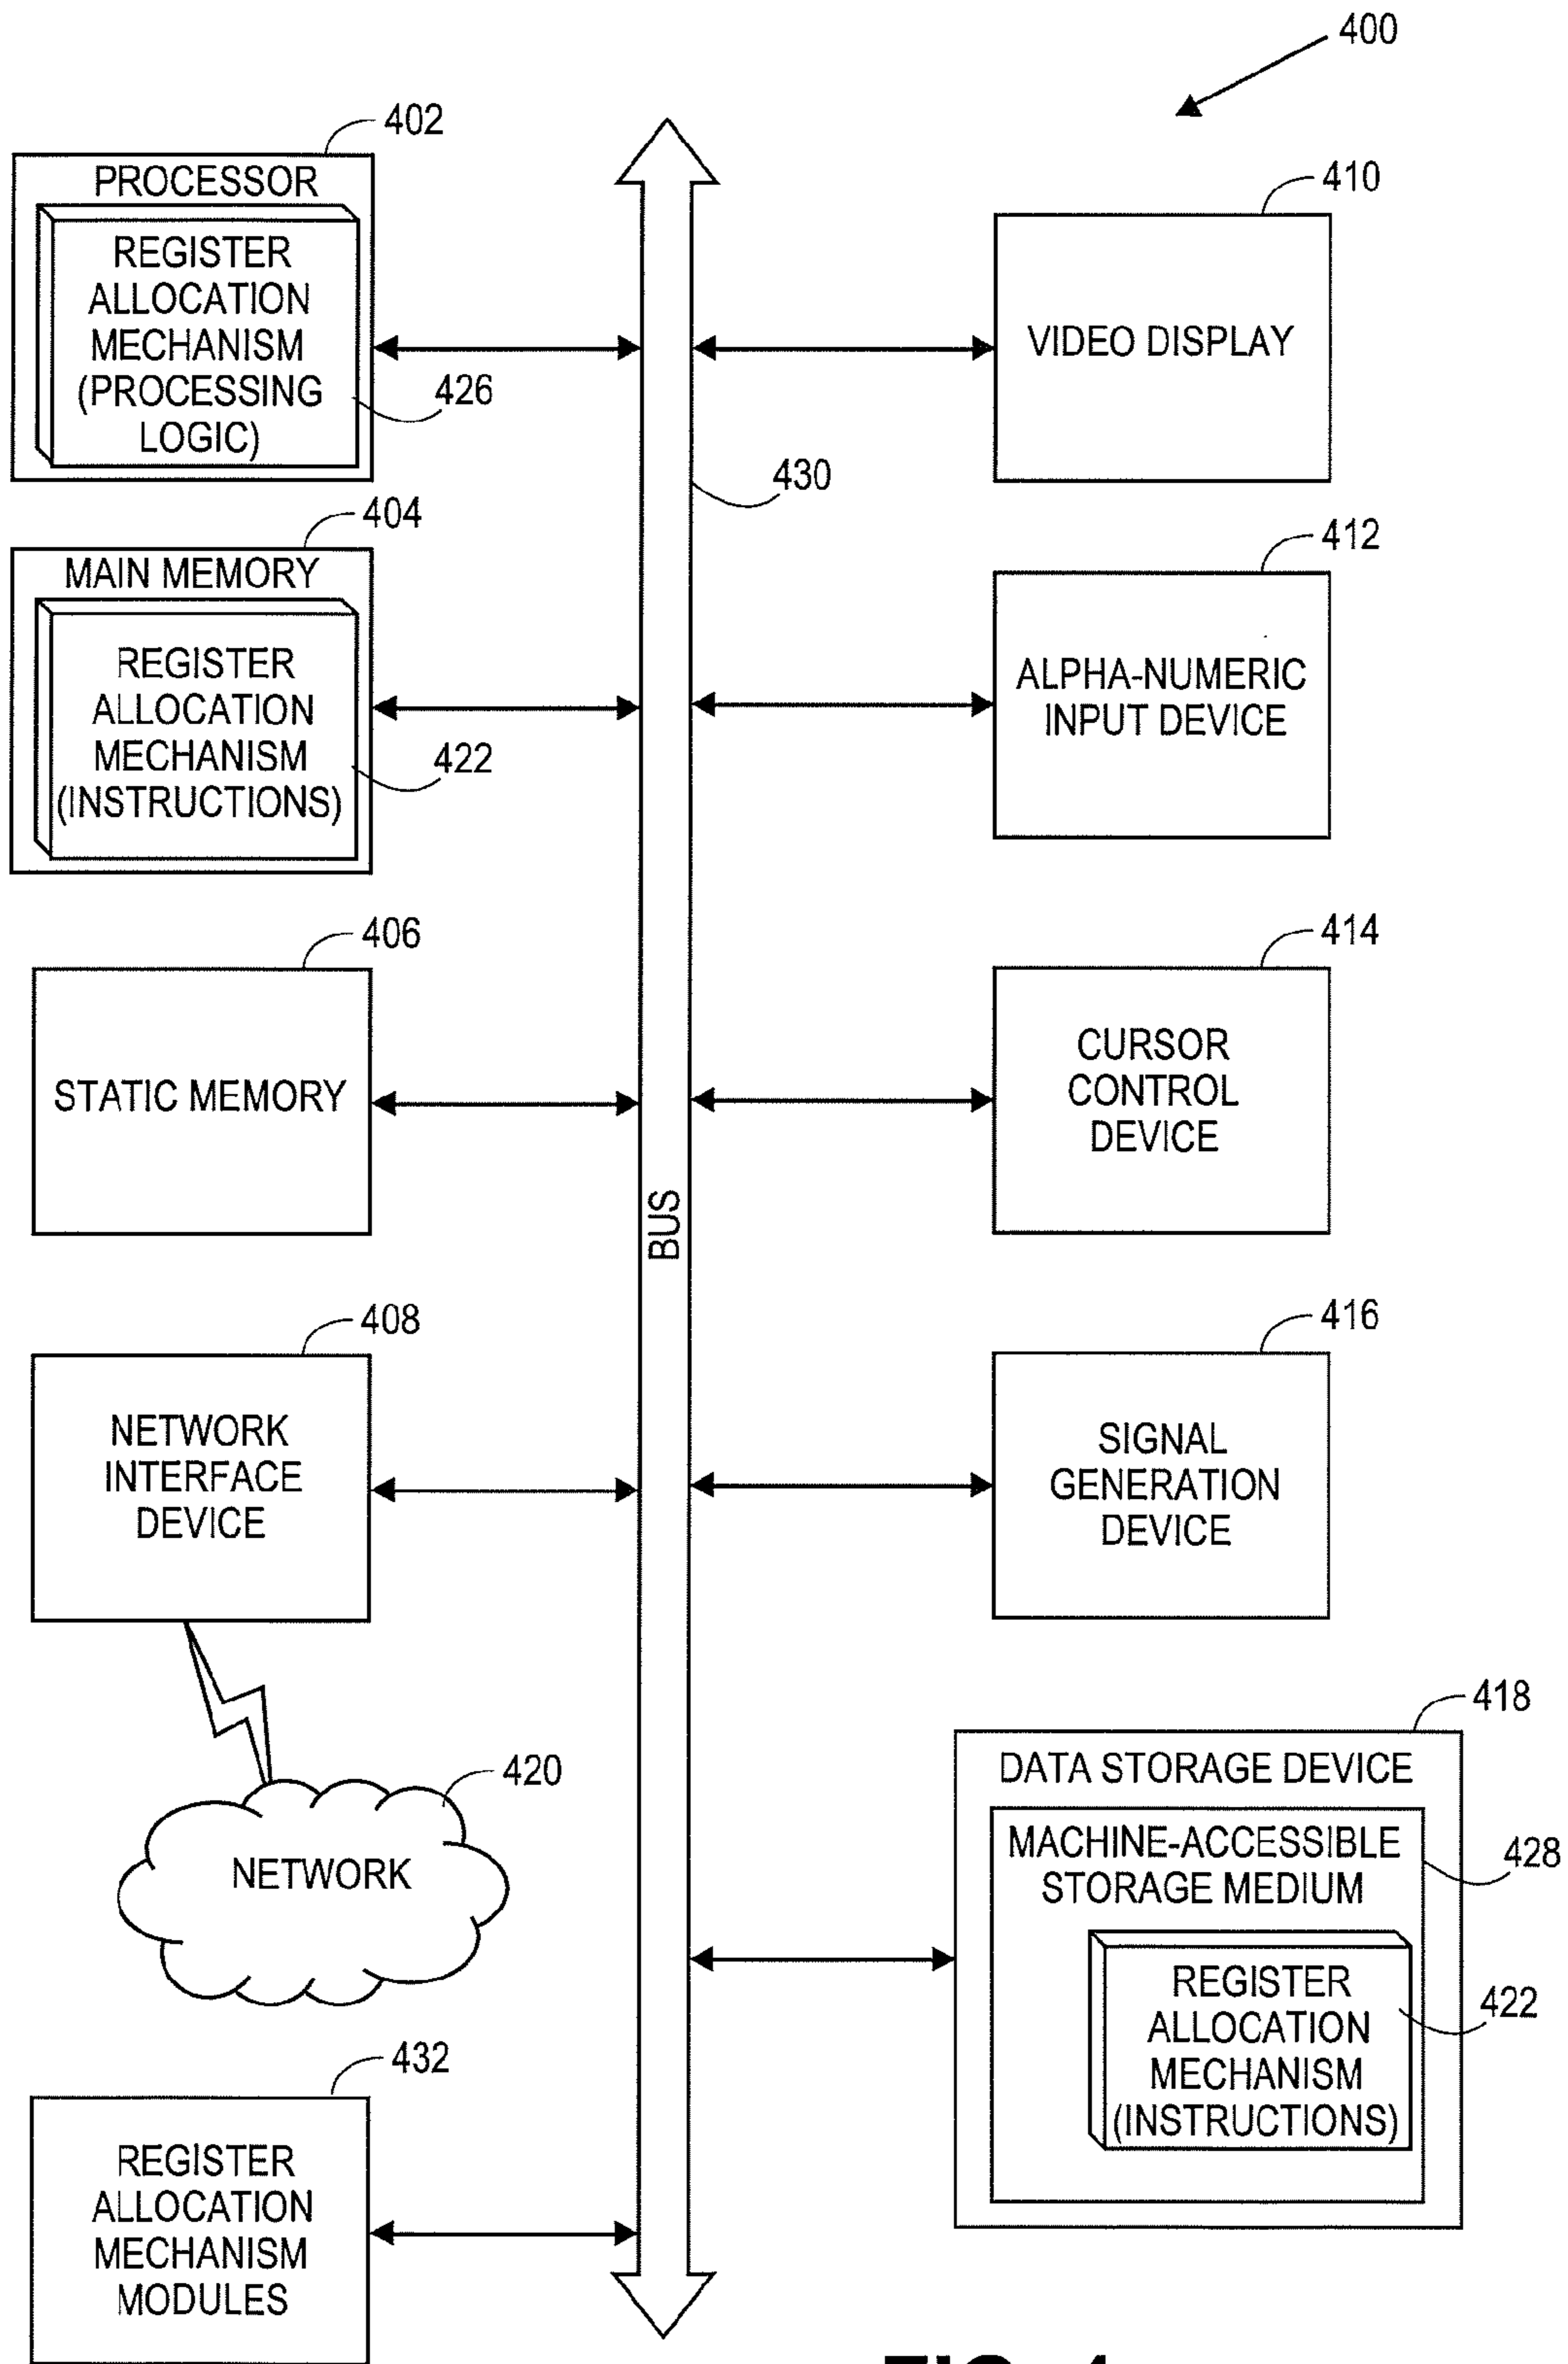 400
402
PROCESSOR
REGISTER
ALLOCATION
MECHANISM
(PROCESSING
LOGIC)
426
404
MAIN MEMORY
REGISTER
ALLOCATION
MECHANISM
(INSTRUCTIONS)
422
406
STATIC MEMORY
408
NETWORK
INTERFACE
DEVICE
420
NETWORK
432
REGISTER
ALLOCATION
MECHANISM
MODULES
430
BUS
410
VIDEO DISPLAY
412
ALPHA-NUMERIC
INPUT DEVICE
414
CURSOR
CONTROL
DEVICE
416
SIGNAL
GENERATION
DEVICE
418
DATA STORAGE DEVICE
MACHINE-ACCESSIBLE
STORAGE MEDIUM
428
REGISTER
ALLOCATION
MECHANISM
(INSTRUCTIONS)
422